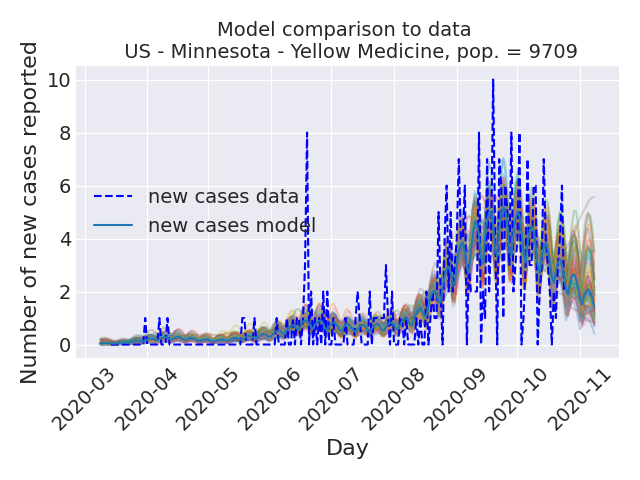 Model comparison to data
US - Minnesota - Yellow Medicine, pop. = 9709
Number of new cases reported
10
8
6
4
2
0
new cases data
new cases model
2020-03
2020-04
2020-05
2020-06
2020-07
2020-08
2020-09
2020-10
2020-11
Day